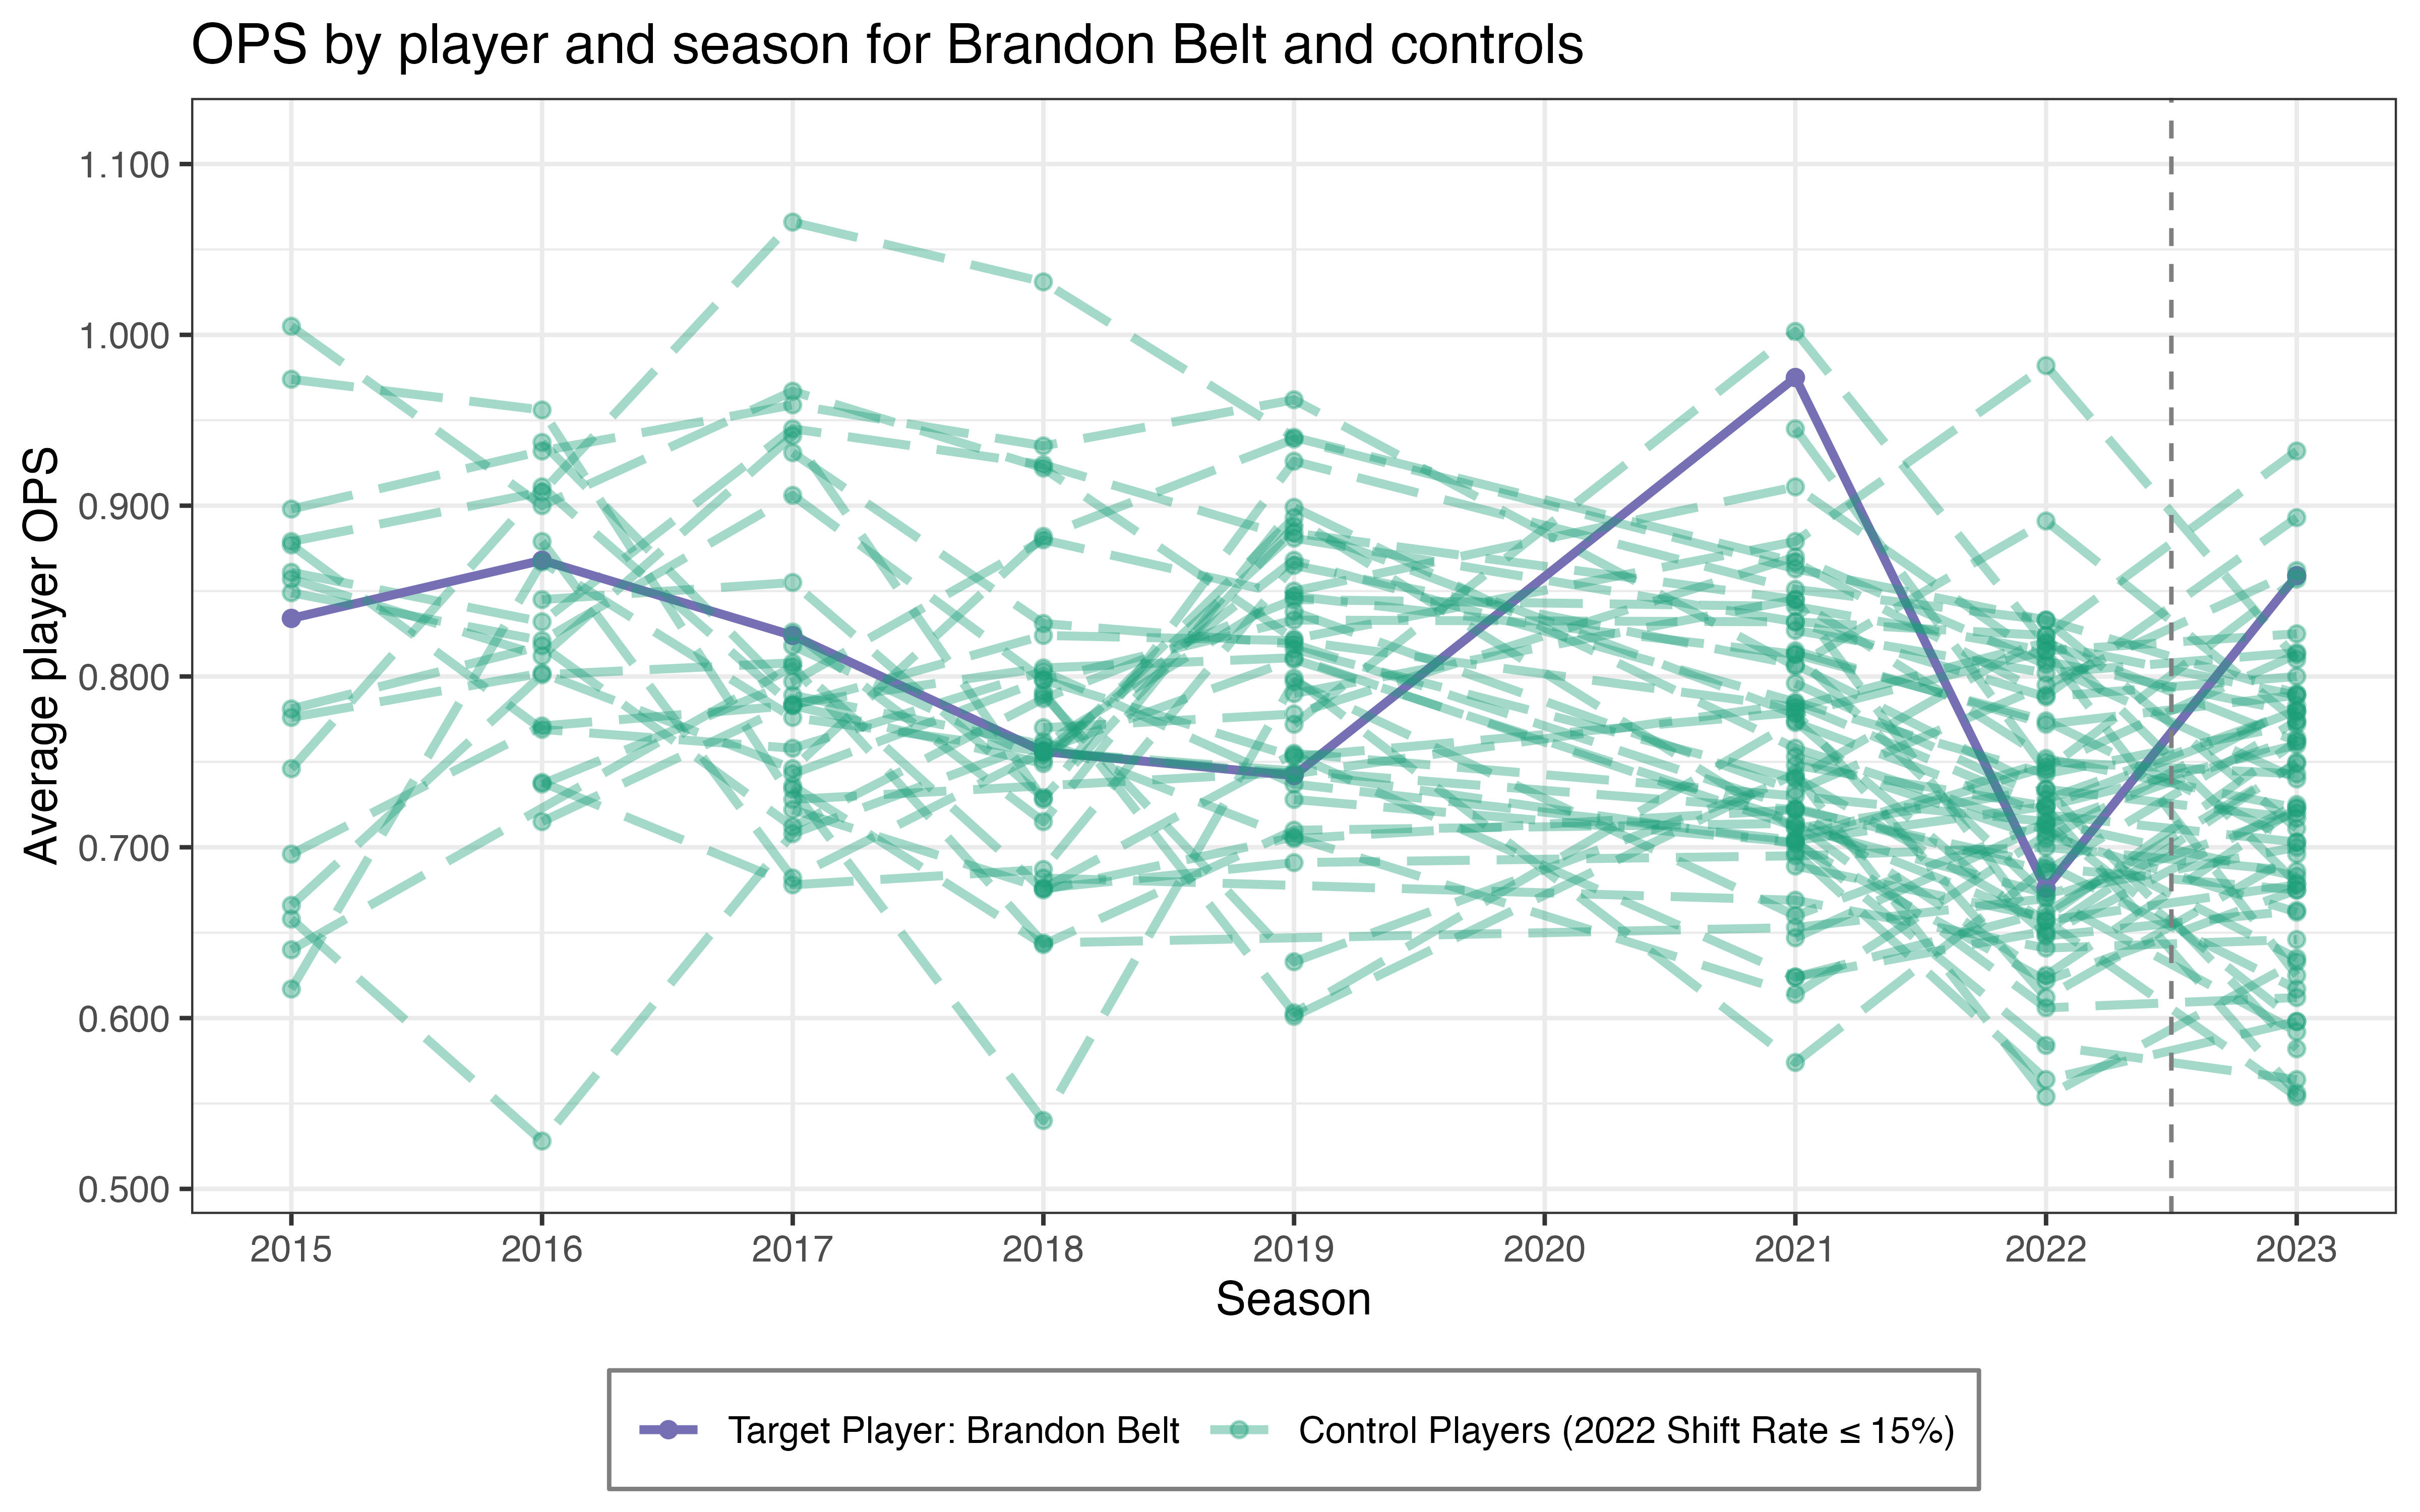 OPS by player and season for Brandon Belt and controls
Average player OPS
1.100
1.000
0.900
0.800
0.700
0.600
0.500
2015 2016 2017 2018 2019 2020 2021 2022 2023
Season
Target Player: Brandon Belt Control Players (2022 Shift Rate ≤ 15%)